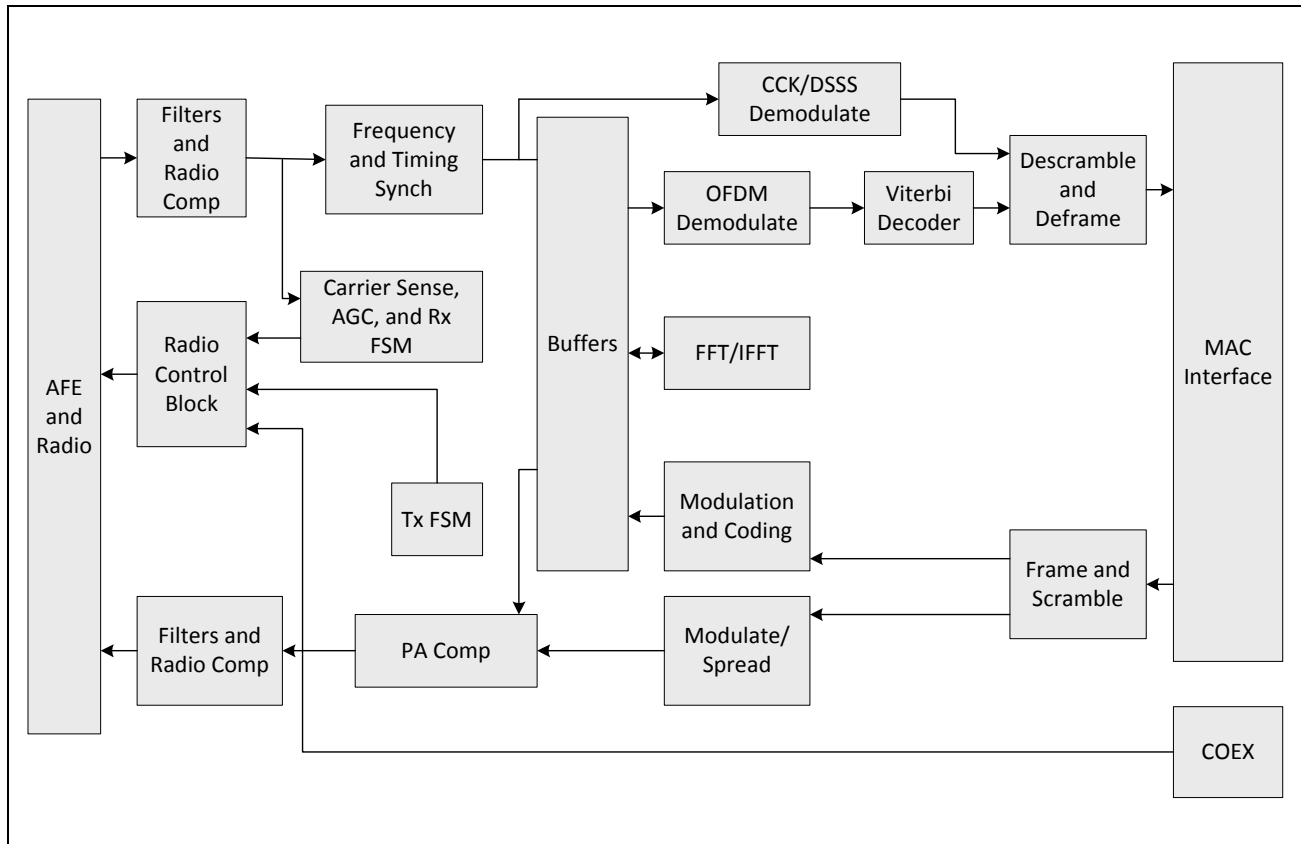 CCK/DSSS
Demodulate
Filters
and
Radio
Comp
Frequency
and Timing
Synch
Descramble
and
Deframe
OFDM
Demodulate
Viterbi
Decoder
Carrier Sense,
AGC, and Rx
FSM
Radio
Control
Block
Buffers
FFT/IFFT
MAC
Interface
AFE
and
Radio
Tx FSM
Modulation
and Coding
Frame and
Scramble
Filters and
Radio Comp
PA Comp
Modulate/
Spread
COEX